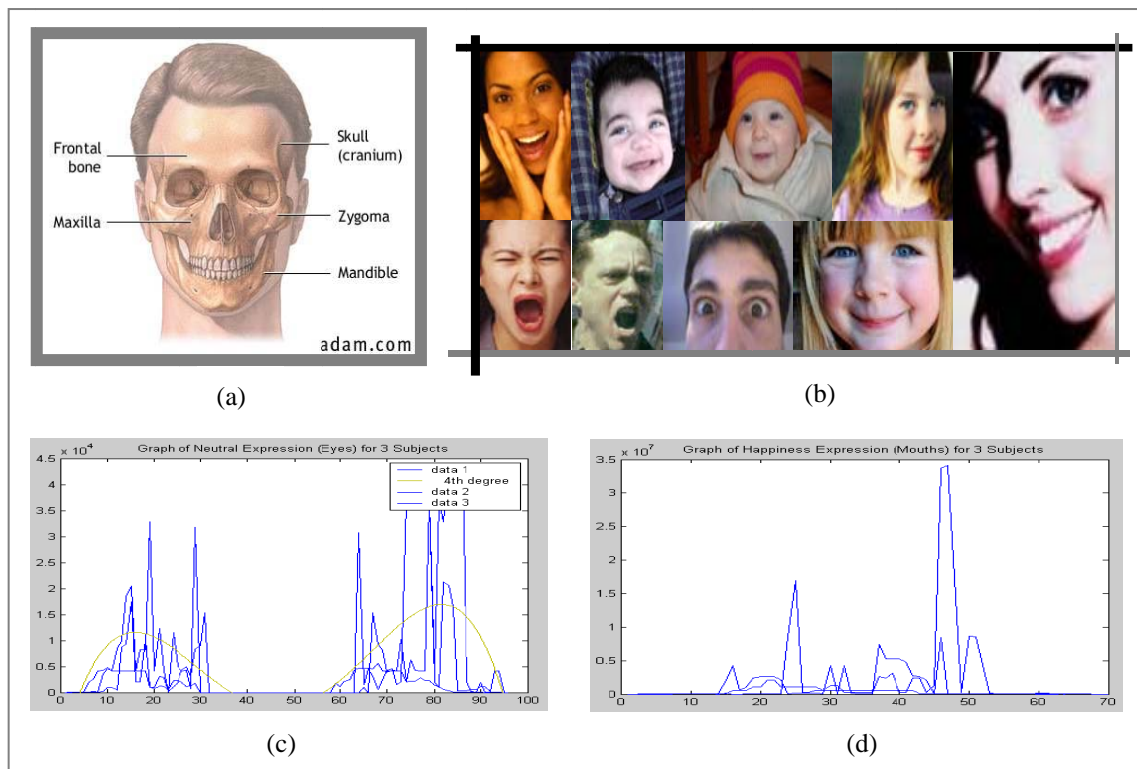 Frontal
bone
Maxilla
Skull
(cranium)
Zygoma
Mandible
adam.com
(a)
(b)
Graph of Neutral Expression (Eyes) for 3 Subjects
x 10^4
4.5
4
3.5
3
2.5
2
1.5
1
0.5
0
0 10 20 30 40 50 60 70 80 90 100
data 1
4th degree
data 2
data 3
(c)
Graph of Happiness Expression (Mouths) for 3 Subjects
x 10^7
3.5
3
2.5
2
1.5
1
0.5
0
0 10 20 30 40 50 60 70
(d)